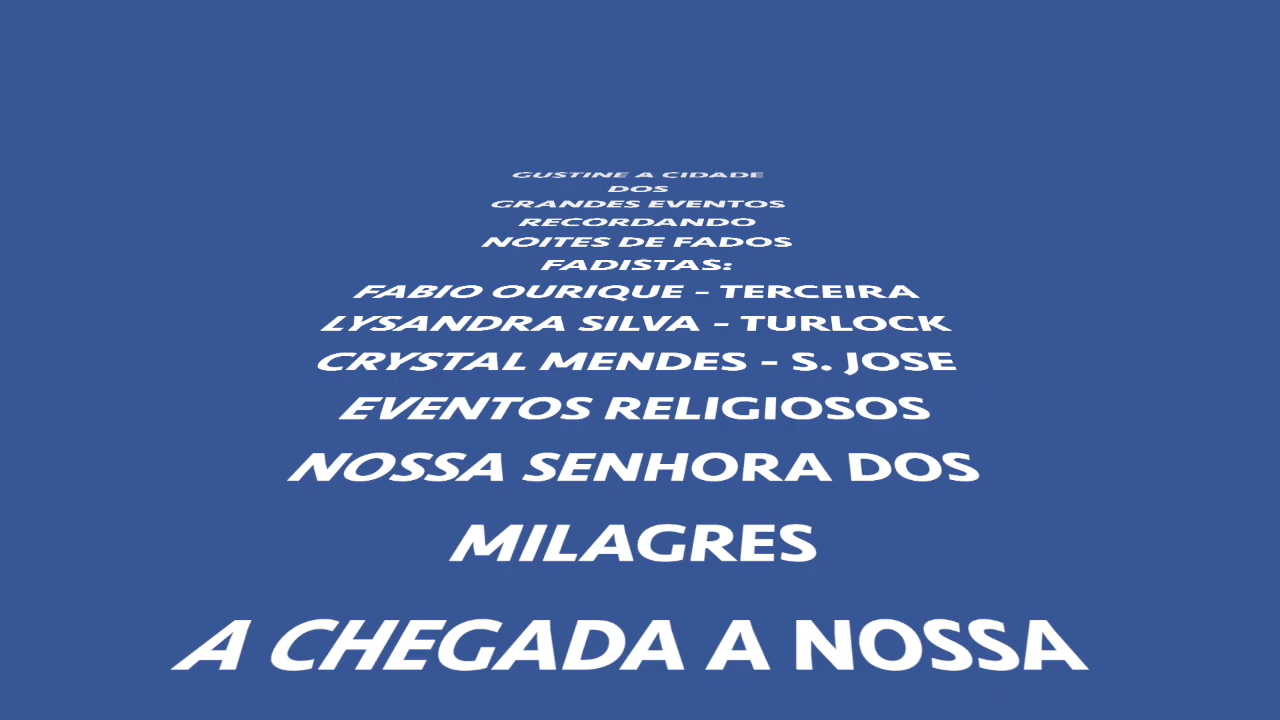 GUSTINE A CIDADE
DOS
GRANDES EVENTOS
RECORDANDO
NOITES DE FADOS
FADISTAS:
FABIO OURIQUE - TERCEIRA
LYSANDRA SILVA - TURLOCK
CRYSTAL MENDES - S. JOSE
EVENTOS RELIGIOSOS
NOSSA SENHORA DOS
MILAGRES
A CHEGADA A NOSSA